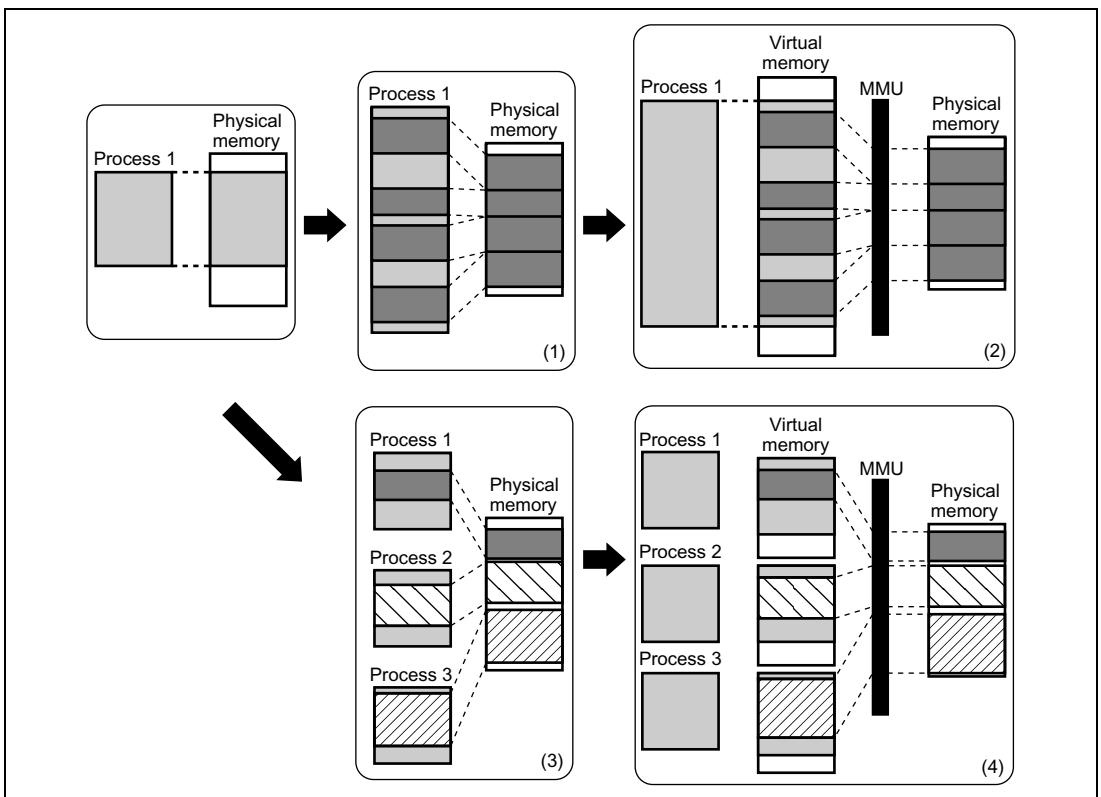 Process 1
Physical
memory
Process 1
Physical
memory
(1)
Process 1
Virtual
memory
MMU
Physical
memory
(2)
Process 1
Process 2
Process 3
Physical
memory
(3)
Process 1
Process 2
Process 3
Virtual
memory
MMU
Physical
memory
(4)